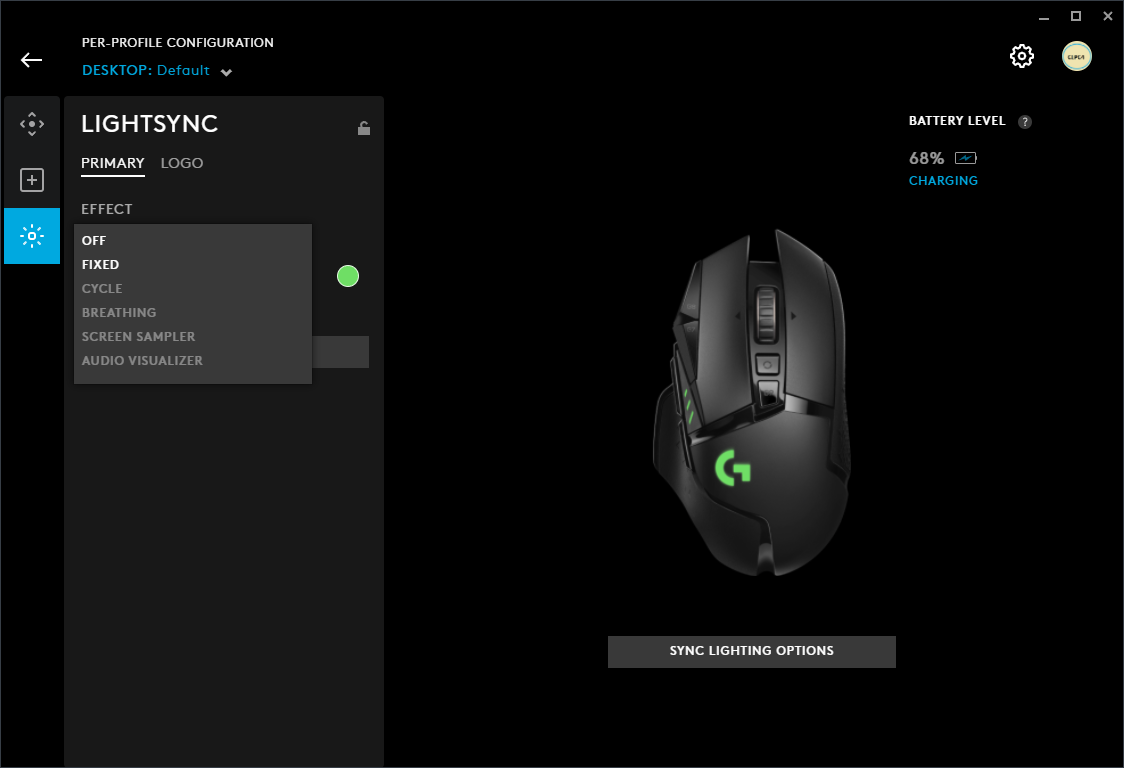 PER-PROFILE CONFIGURATION
DESKTOP: Default
LIGHTSYNC
PRIMARY LOGO
EFFECT
OFF
FIXED
CYCLE
BREATHING
SCREEN SAMPLER
AUDIO VISUALIZER
BATTERY LEVEL ?
68%
CHARGING
G
SYNC LIGHTING OPTIONS